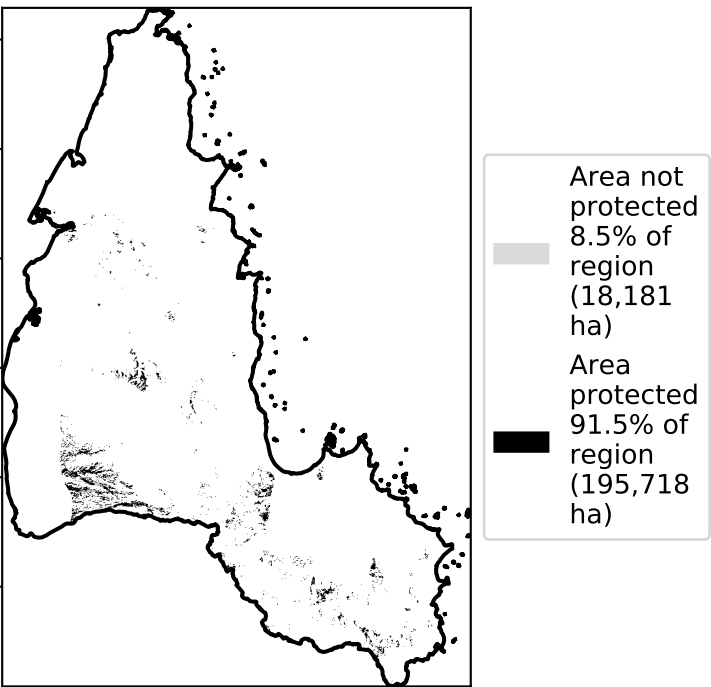 Area not
protected
8.5% of
region
(18,181
ha)
Area
protected
91.5% of
region
(195,718
ha)